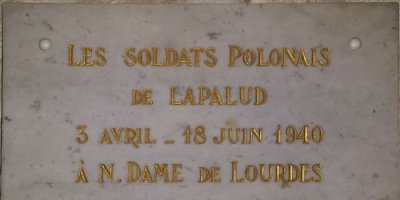 LES SOLDATS POLONAIS
DE LAPALUD
3 AVRIL - 18 JUIN 1940
À N. DAME DE LOURDES